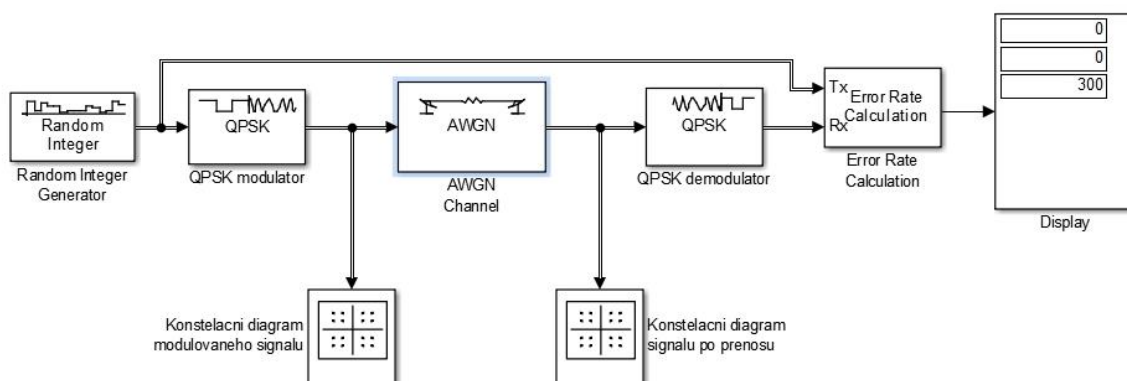 Random
Integer
Random Integer
Generator
QPSK
QPSK modulator
AWGN
AWGN
Channel
QPSK
QPSK demodulator
Tx
Rx
Error Rate
Calculation
Error Rate
Calculation
0
0
300
Display
Konstelacni diagram
modulovaneho signalu
Konstelacni diagram
signalu po prenosu